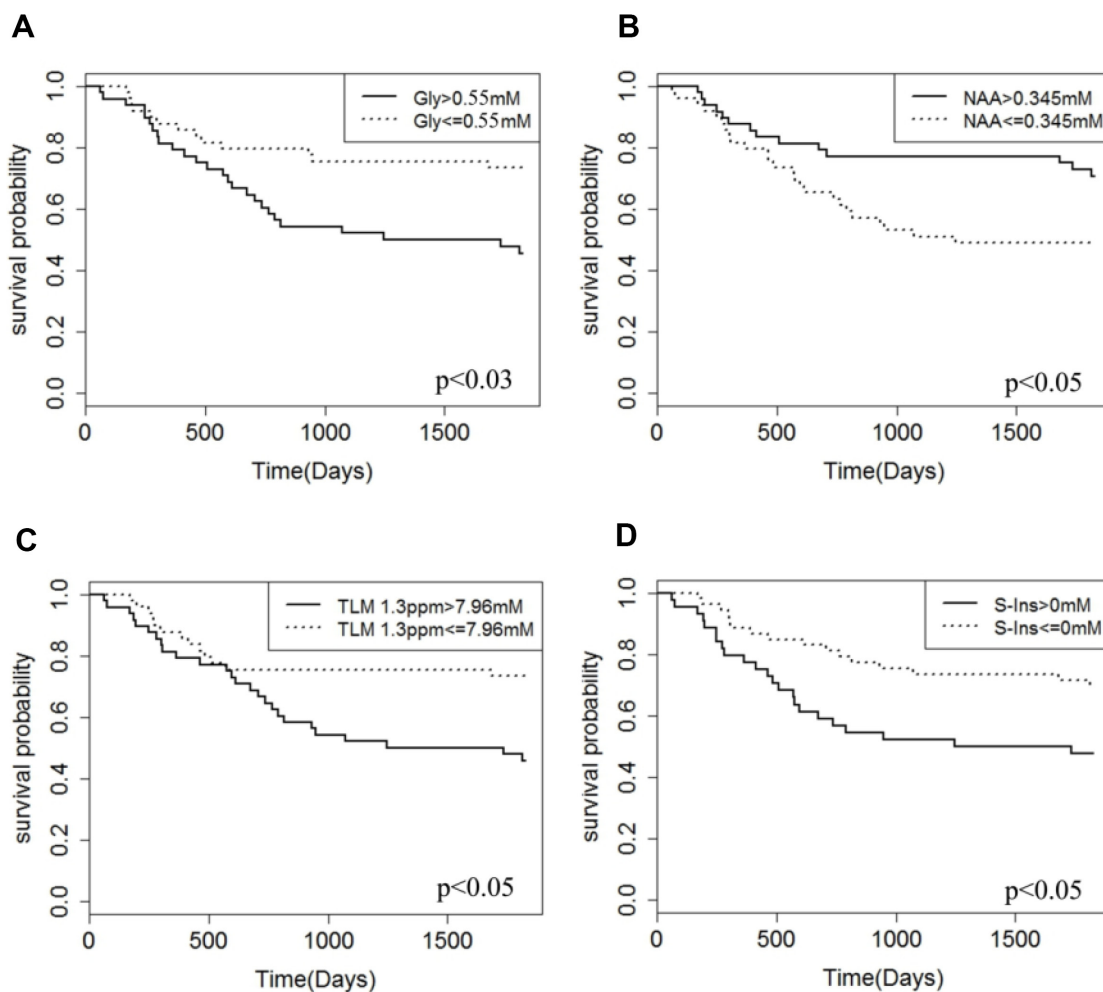 A
survival probability
0.0 0.2 0.4 0.6 0.8 1.0
Gly>0.55mM
Gly<=0.55mM
p<0.03
0 500 1000 1500
Time(Days)
B
survival probability
0.0 0.2 0.4 0.6 0.8 1.0
NAA>0.345mM
NAA<=0.345mM
p<0.05
0 500 1000 1500
Time(Days)
C
survival probability
0.0 0.2 0.4 0.6 0.8 1.0
TLM 1.3ppm>7.96mM
TLM 1.3ppm<=7.96mM
p<0.05
0 500 1000 1500
Time(Days)
D
survival probability
0.0 0.2 0.4 0.6 0.8 1.0
S-Ins>0mM
S-Ins<=0mM
p<0.05
0 500 1000 1500
Time(Days)